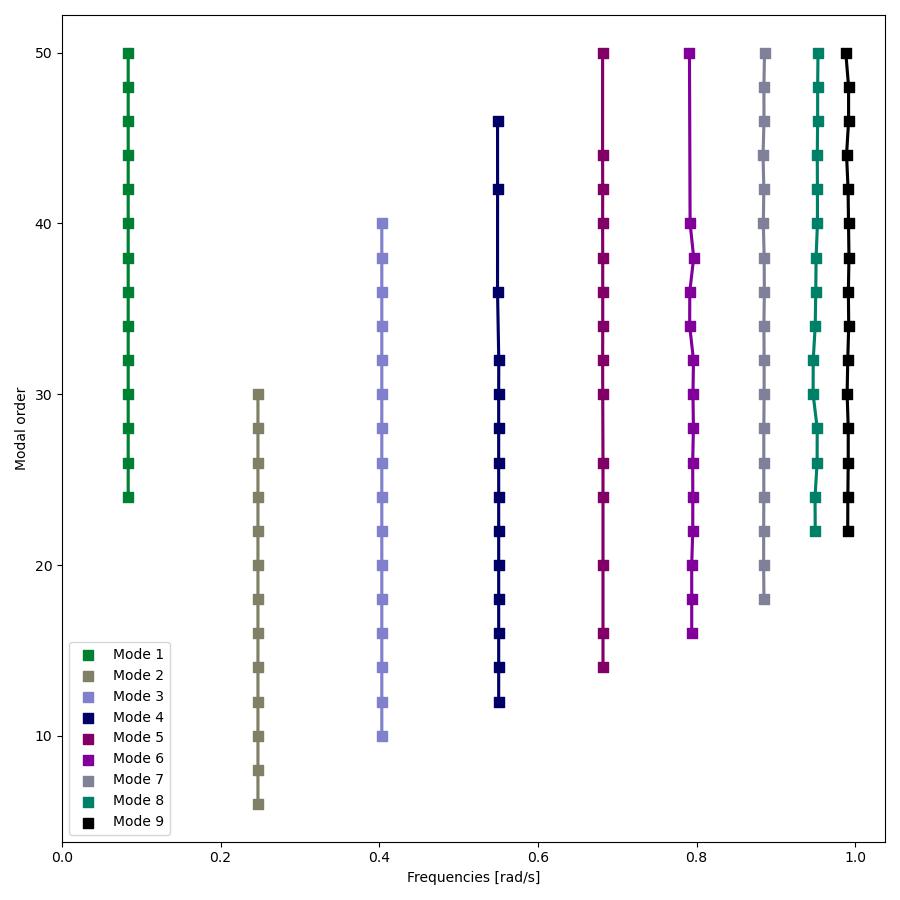 50
40
30
20
10
Modal order
Mode 1
Mode 2
Mode 3
Mode 4
Mode 5
Mode 6
Mode 7
Mode 8
Mode 9
0.0 0.2 0.4 0.6 0.8 1.0
Frequencies [rad/s]